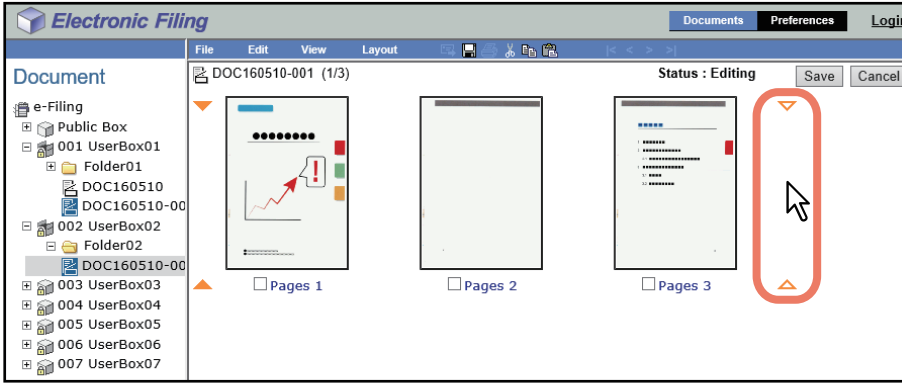 Electronic Filing
Documents Preferences Login
File Edit View Layout
Document
DOC160510-001 (1/3) Status : Editing Save Cancel
e-Filing
Public Box
001 UserBox01
Folder01
DOC160510
DOC160510-00
002 UserBox02
Folder02
DOC160510-00
003 UserBox03
004 UserBox04
005 UserBox05
006 UserBox06
007 UserBox07
!
Pages 1 Pages 2 Pages 3